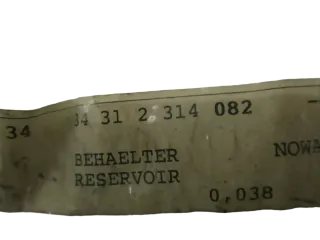 34 34 31 2 314 082 -
BEHAELTER NOWA
RESERVOIR
0,038